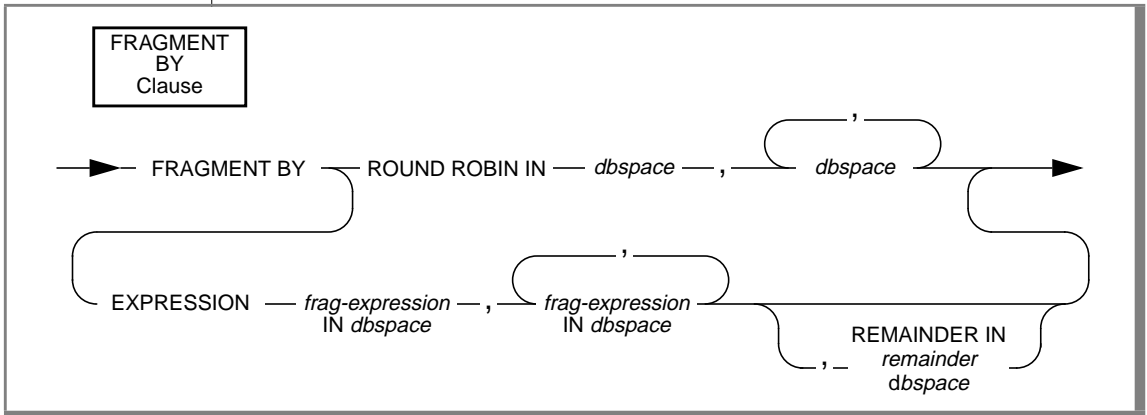 FRAGMENT
BY
Clause
,
FRAGMENT BY ROUND ROBIN IN dbspace , dbspace
,
EXPRESSION frag-expression , frag-expression
IN dbspace IN dbspace
REMAINDER IN
, remainder
dbspace